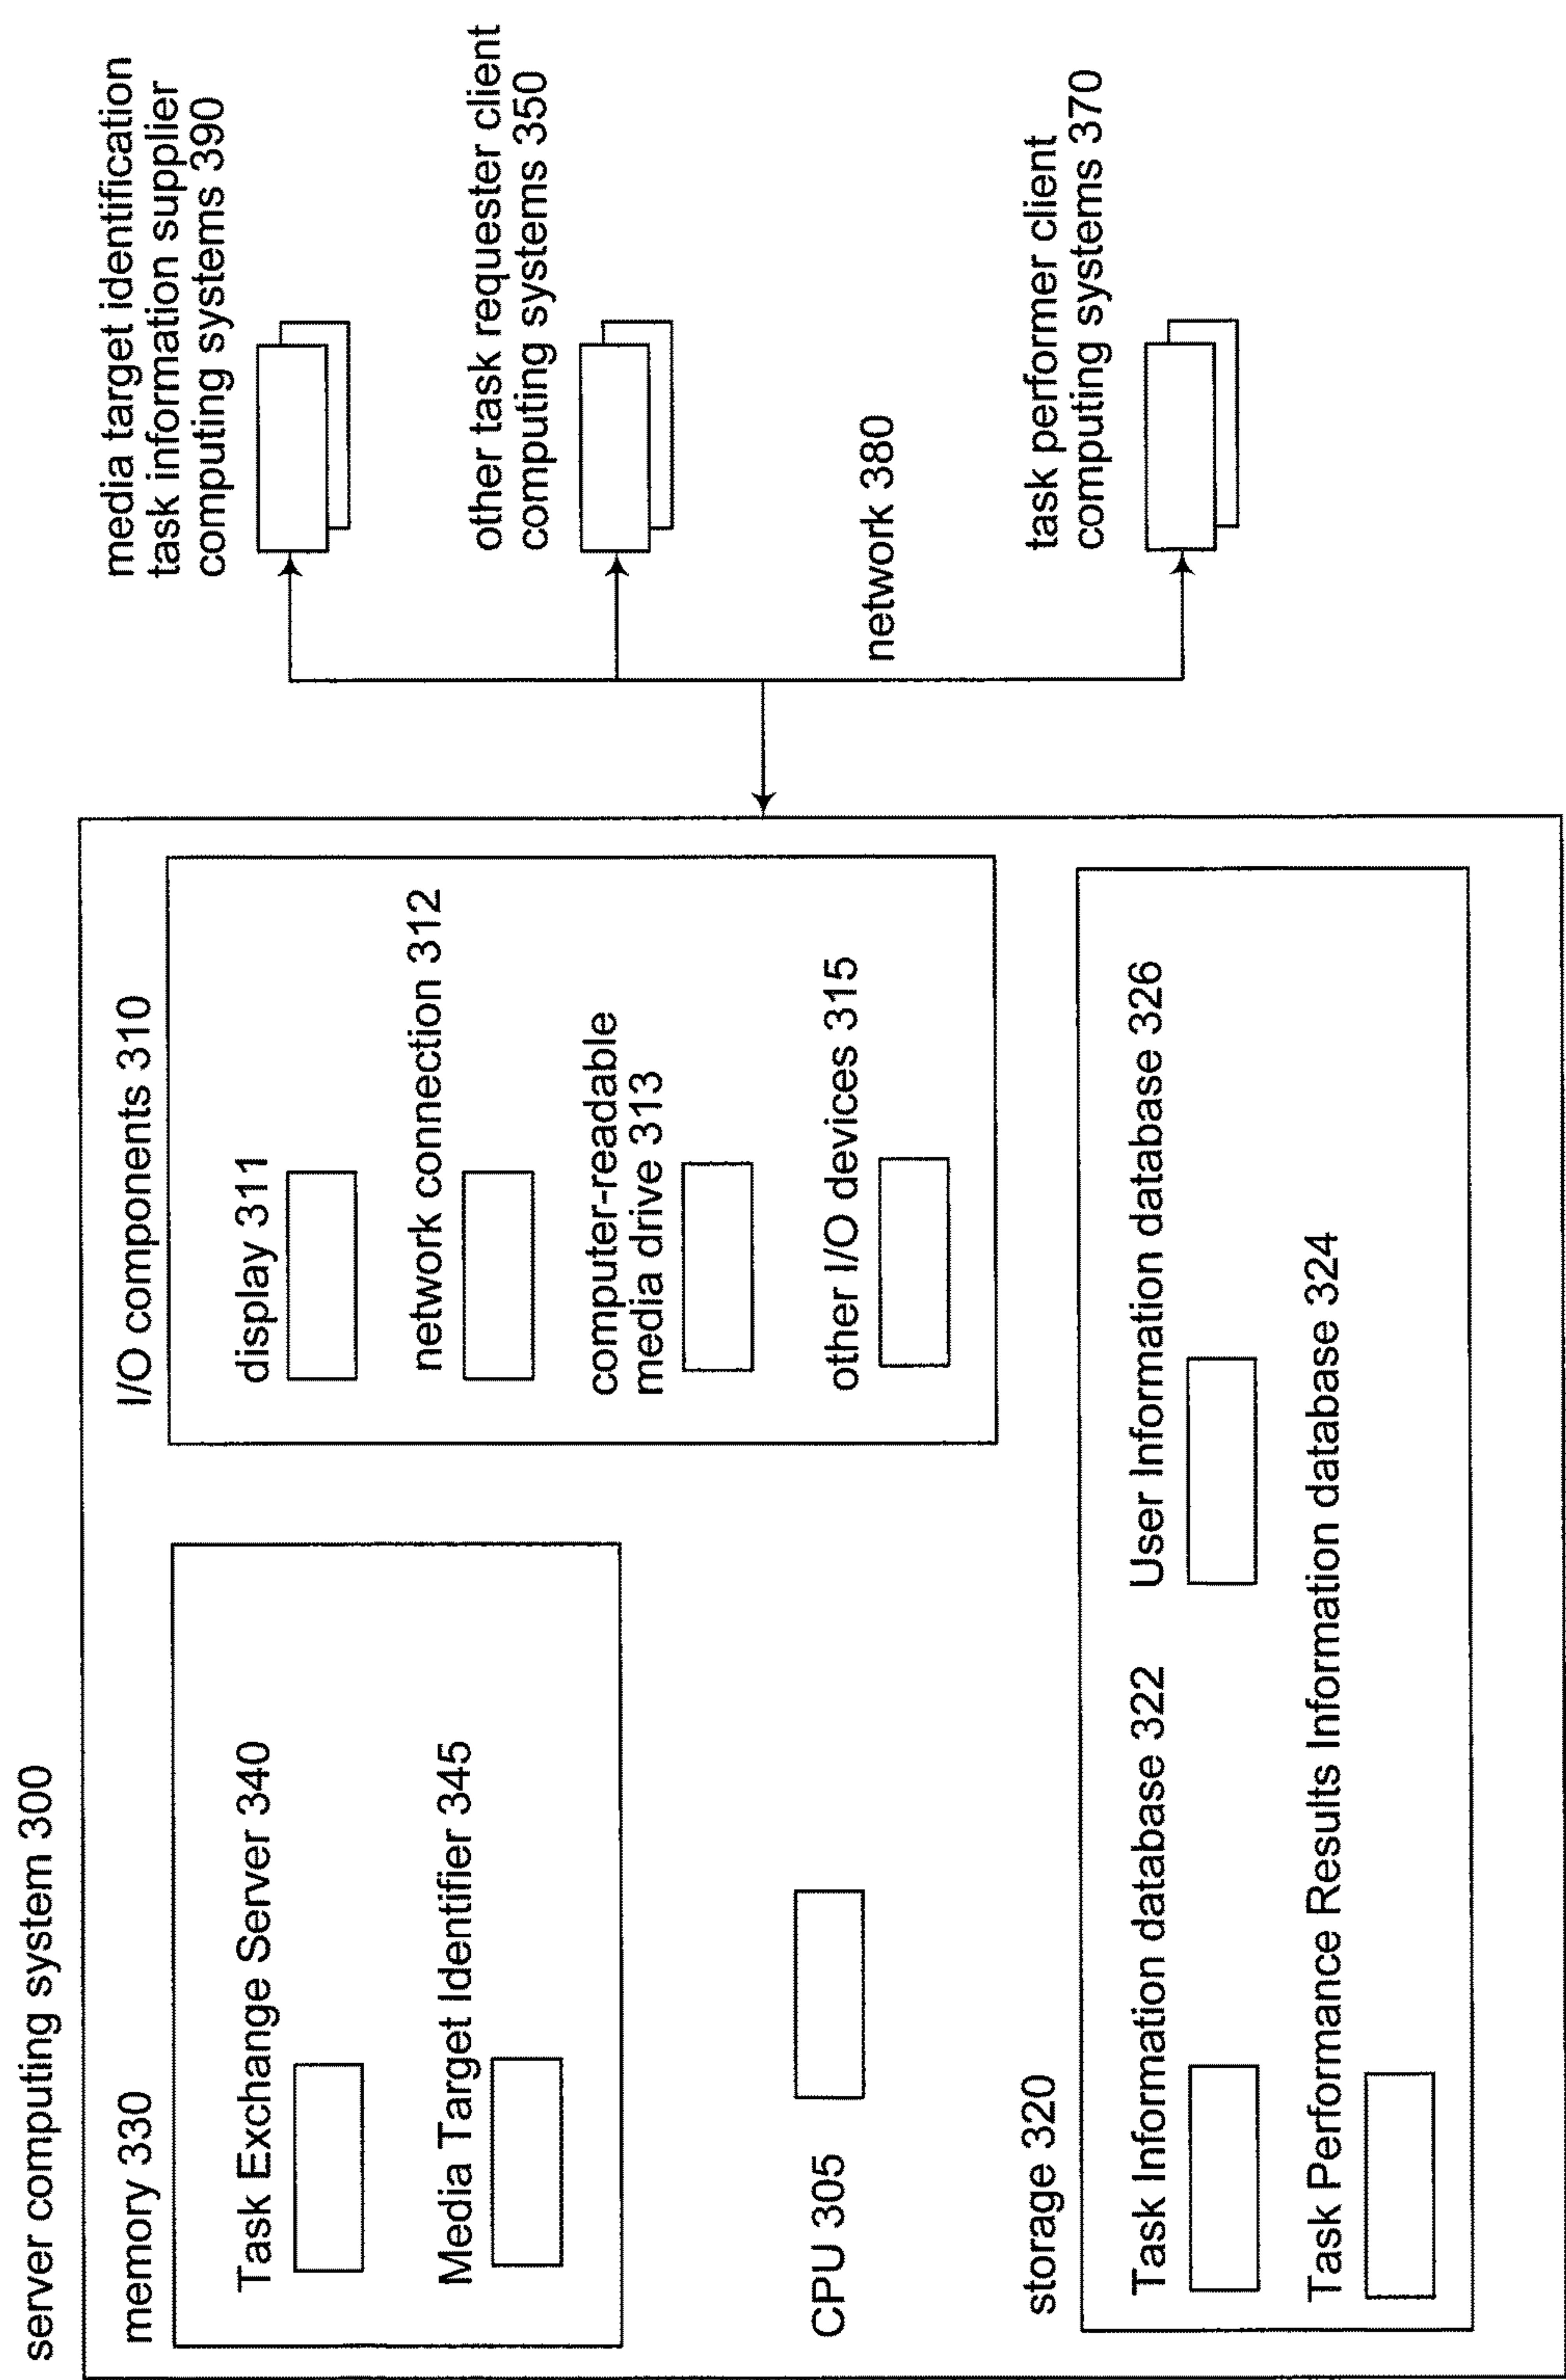 server computing system 300
memory 330
Task Exchange Server 340
Media Target Identifier 345
CPU 305
I/O components 310
display 311
network connection 312
computer-readable
media drive 313
other I/O devices 315
storage 320
Task Information database 322
User Information database 326
Task Performance Results Information database 324
media target identification
task information supplier
computing systems 390
other task requester client
computing systems 350
network 380
task performer client
computing systems 370